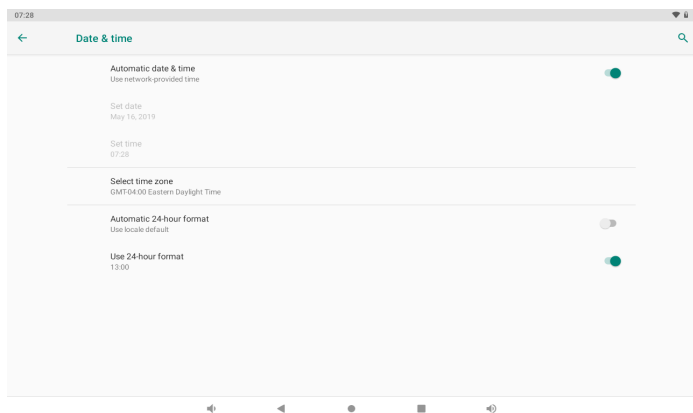 07:28
Date & time
Automatic date & time
Use network-provided time
Set date
May 16, 2019
Set time
07:28
Select time zone
GMT-04:00 Eastern Daylight Time
Automatic 24-hour format
Use locale default
Use 24-hour format
13:00